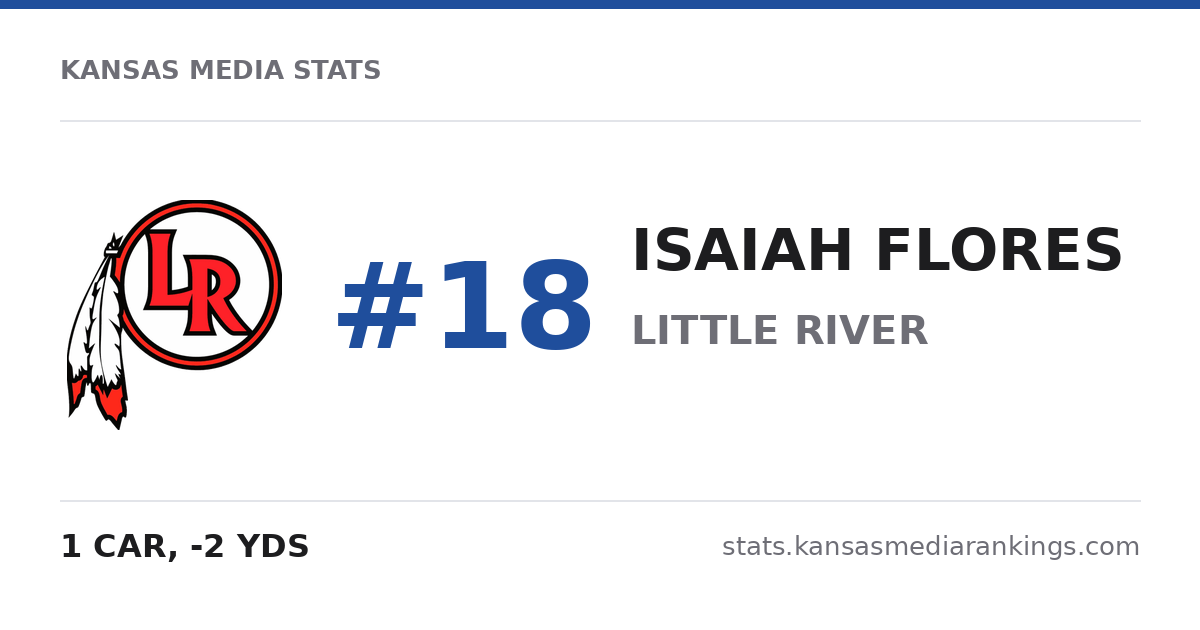 KANSAS MEDIA STATS
LR
#18
ISAIAH FLORES
LITTLE RIVER
1 CAR, -2 YDS
stats.kansasmediarankings.com